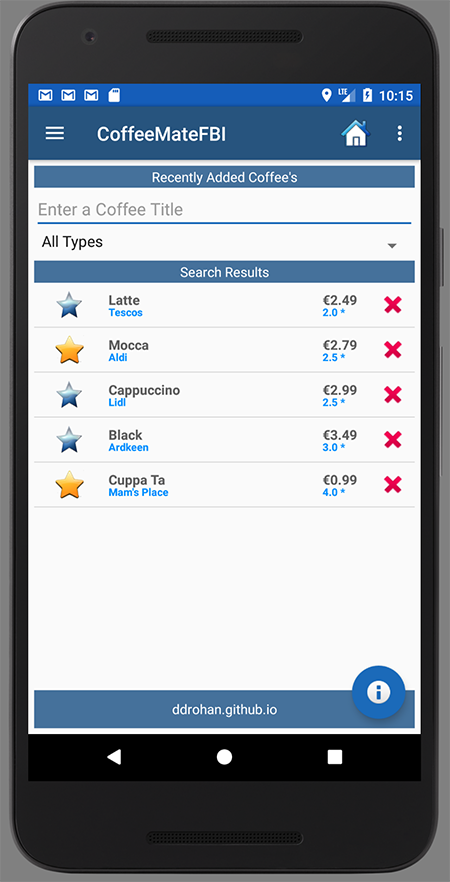 LTE 10:15
CoffeeMateFBI
Recently Added Coffee's
Enter a Coffee Title
All Types
Search Results
Latte €2.49
Tescos 2.0 *
Mocca €2.79
Aldi 2.5 *
Cappuccino €2.99
Lidl 2.5 *
Black €3.49
Ardkeen 3.0 *
Cuppa Ta €0.99
Mam's Place 4.0 *
ddrohan.github.io